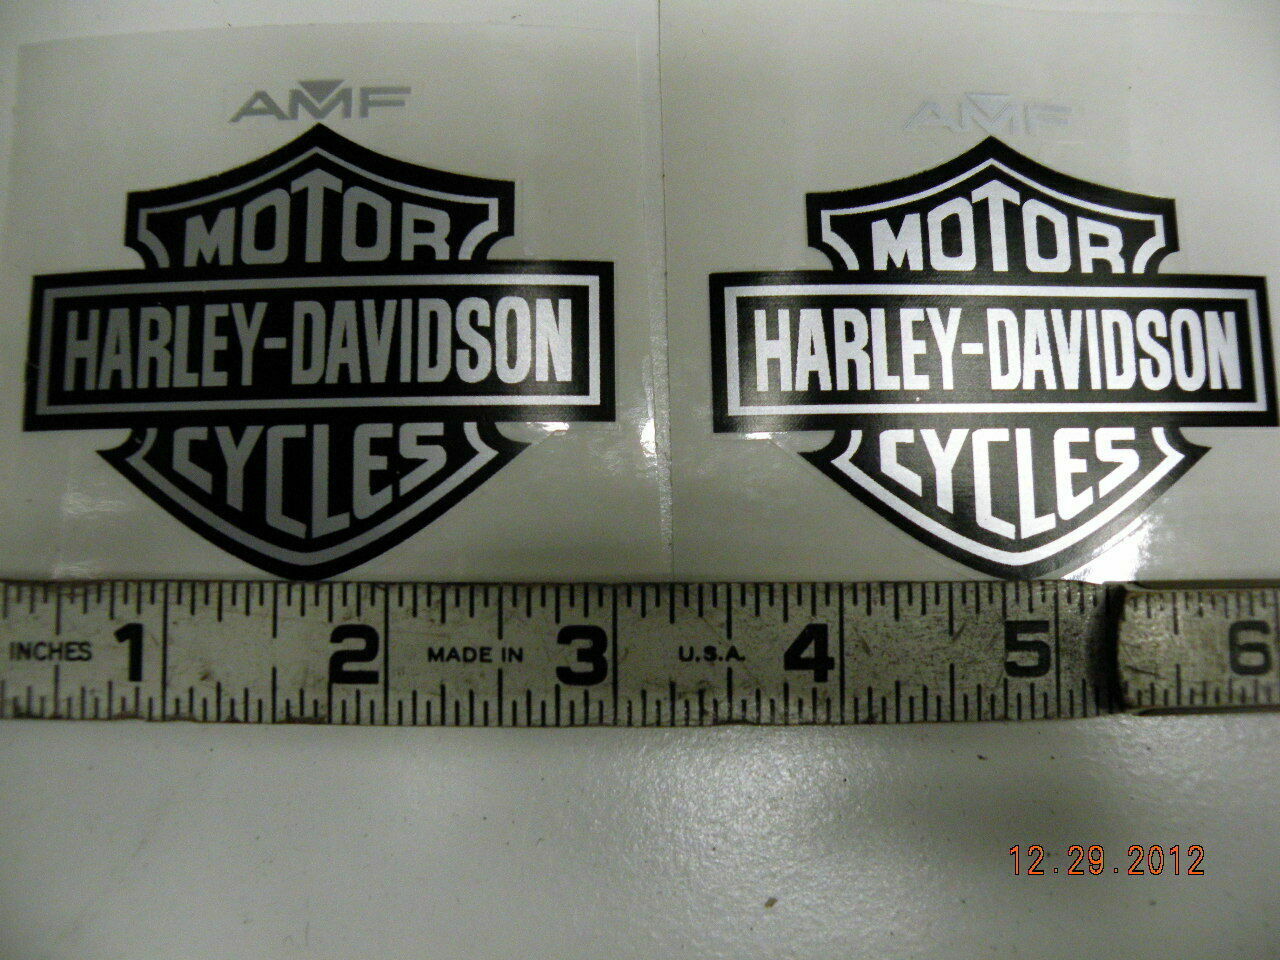 AMF
MOTOR
HARLEY-DAVIDSON
CYCLES
AMF
MOTOR
HARLEY-DAVIDSON
CYCLES
INCHES 1 2 MADE IN 3 U.S.A. 4 5 6
12.29.2012